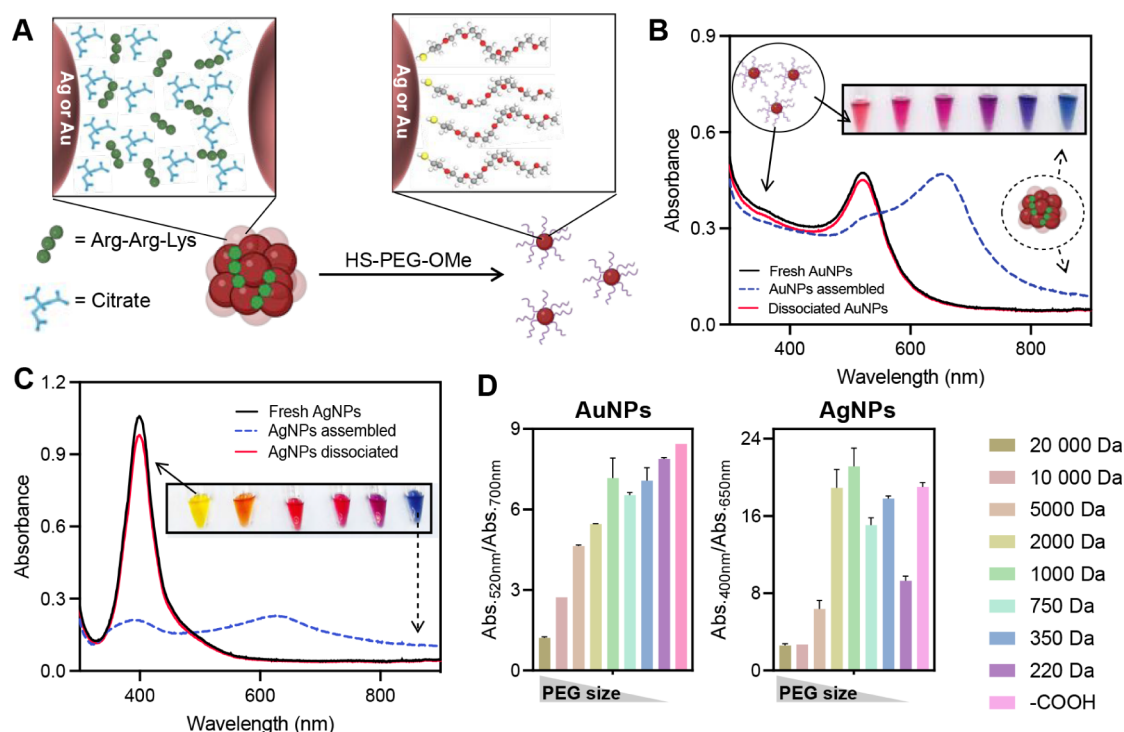 A
Ag or Au
Ag or Au
= Arg-Arg-Lys
= Citrate
HS-PEG-OMe
B
0.9
0.6
0.3
0.0
Absorbance
Fresh AuNPs
AuNPs assembled
Dissociated AuNPs
400
600
800
Wavelength (nm)
C
1.2
0.9
0.6
0.3
0.0
Absorbance
Fresh AgNPs
AgNPs assembled
AgNPs dissociated
400
600
800
Wavelength (nm)
D
AuNPs
9
6
3
0
Abs.520nm/Abs.700nm
PEG size
AgNPs
24
16
8
0
Abs.400nm/Abs.650nm
PEG size
20 000 Da
10 000 Da
5000 Da
2000 Da
1000 Da
750 Da
350 Da
220 Da
-COOH